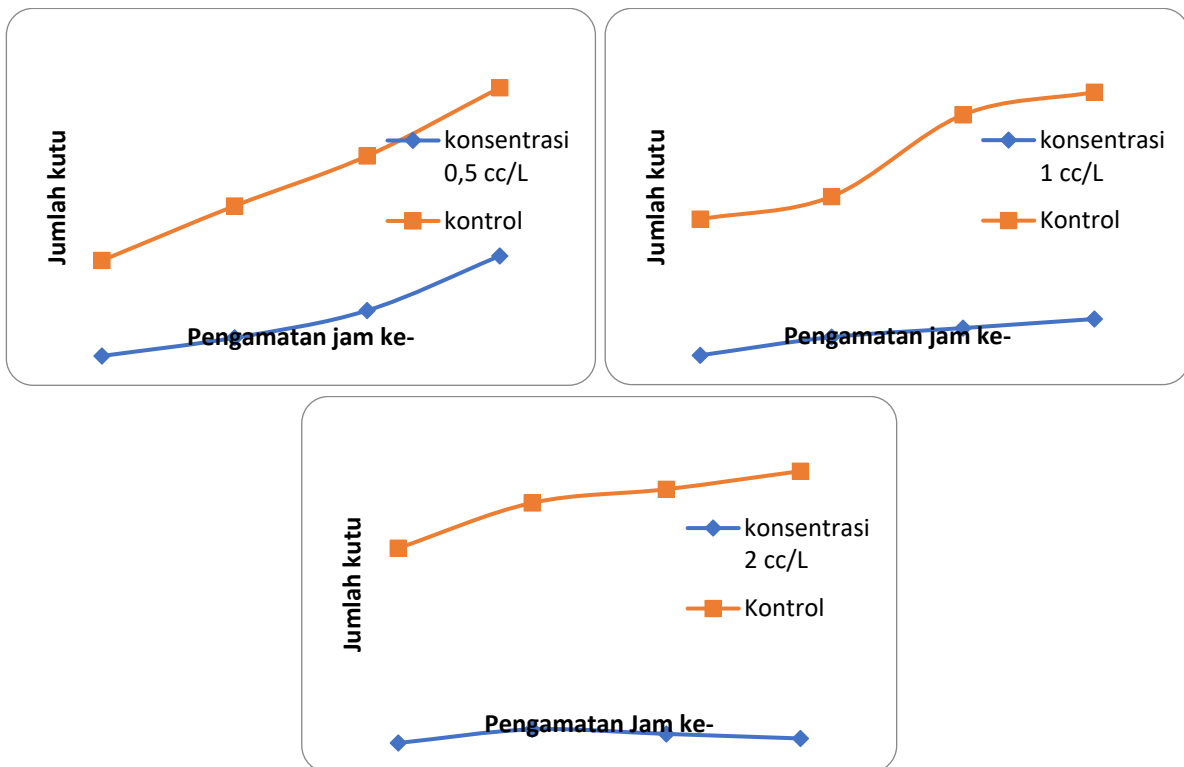 Jumlah kutu
konsentrasi
0,5 cc/L
kontrol
Pengamatan jam ke-
Jumlah kutu
konsentrasi
1 cc/L
Kontrol
Pengamatan jam ke-
Jumlah kutu
konsentrasi
2 cc/L
Kontrol
Pengamatan Jam ke-